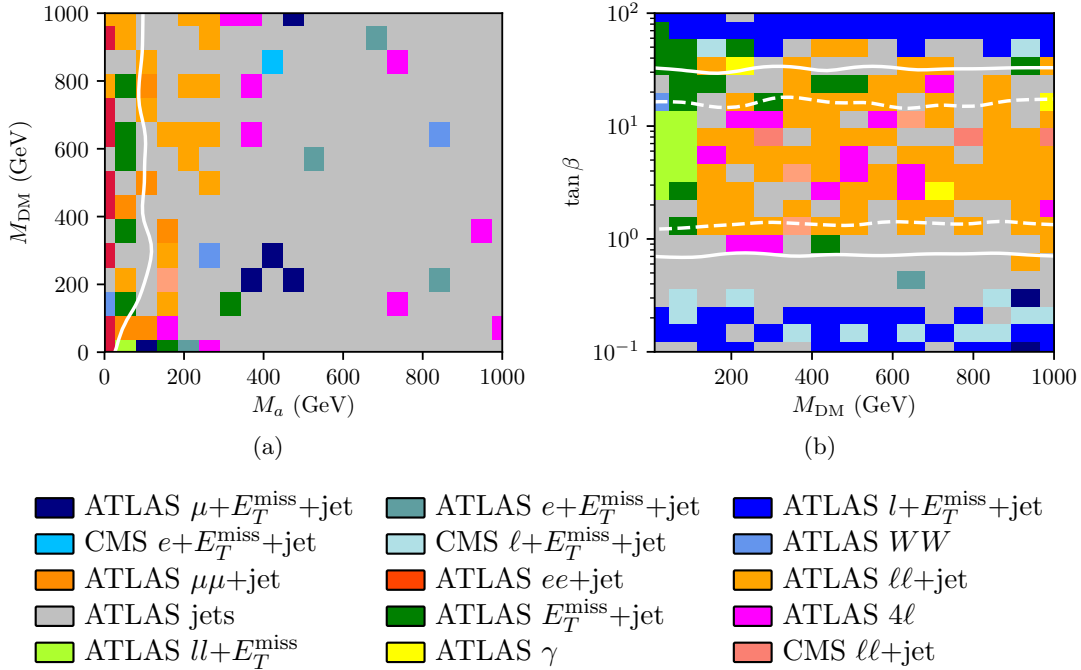 1000
800
600
400
200
0
M_DM (GeV)
0 200 400 600 800 1000
M_a (GeV)
(a)
10^2
10^1
10^0
10^−1
tan β
200 400 600 800 1000
M_DM (GeV)
(b)
ATLAS μ+E_T^miss+jet ATLAS e+E_T^miss+jet ATLAS l+E_T^miss+jet
CMS e+E_T^miss+jet CMS ℓ+E_T^miss+jet ATLAS WW
ATLAS μμ+jet ATLAS ee+jet ATLAS ℓℓ+jet
ATLAS jets ATLAS E_T^miss+jet ATLAS 4ℓ
ATLAS ll+E_T^miss ATLAS γ CMS ℓℓ+jet